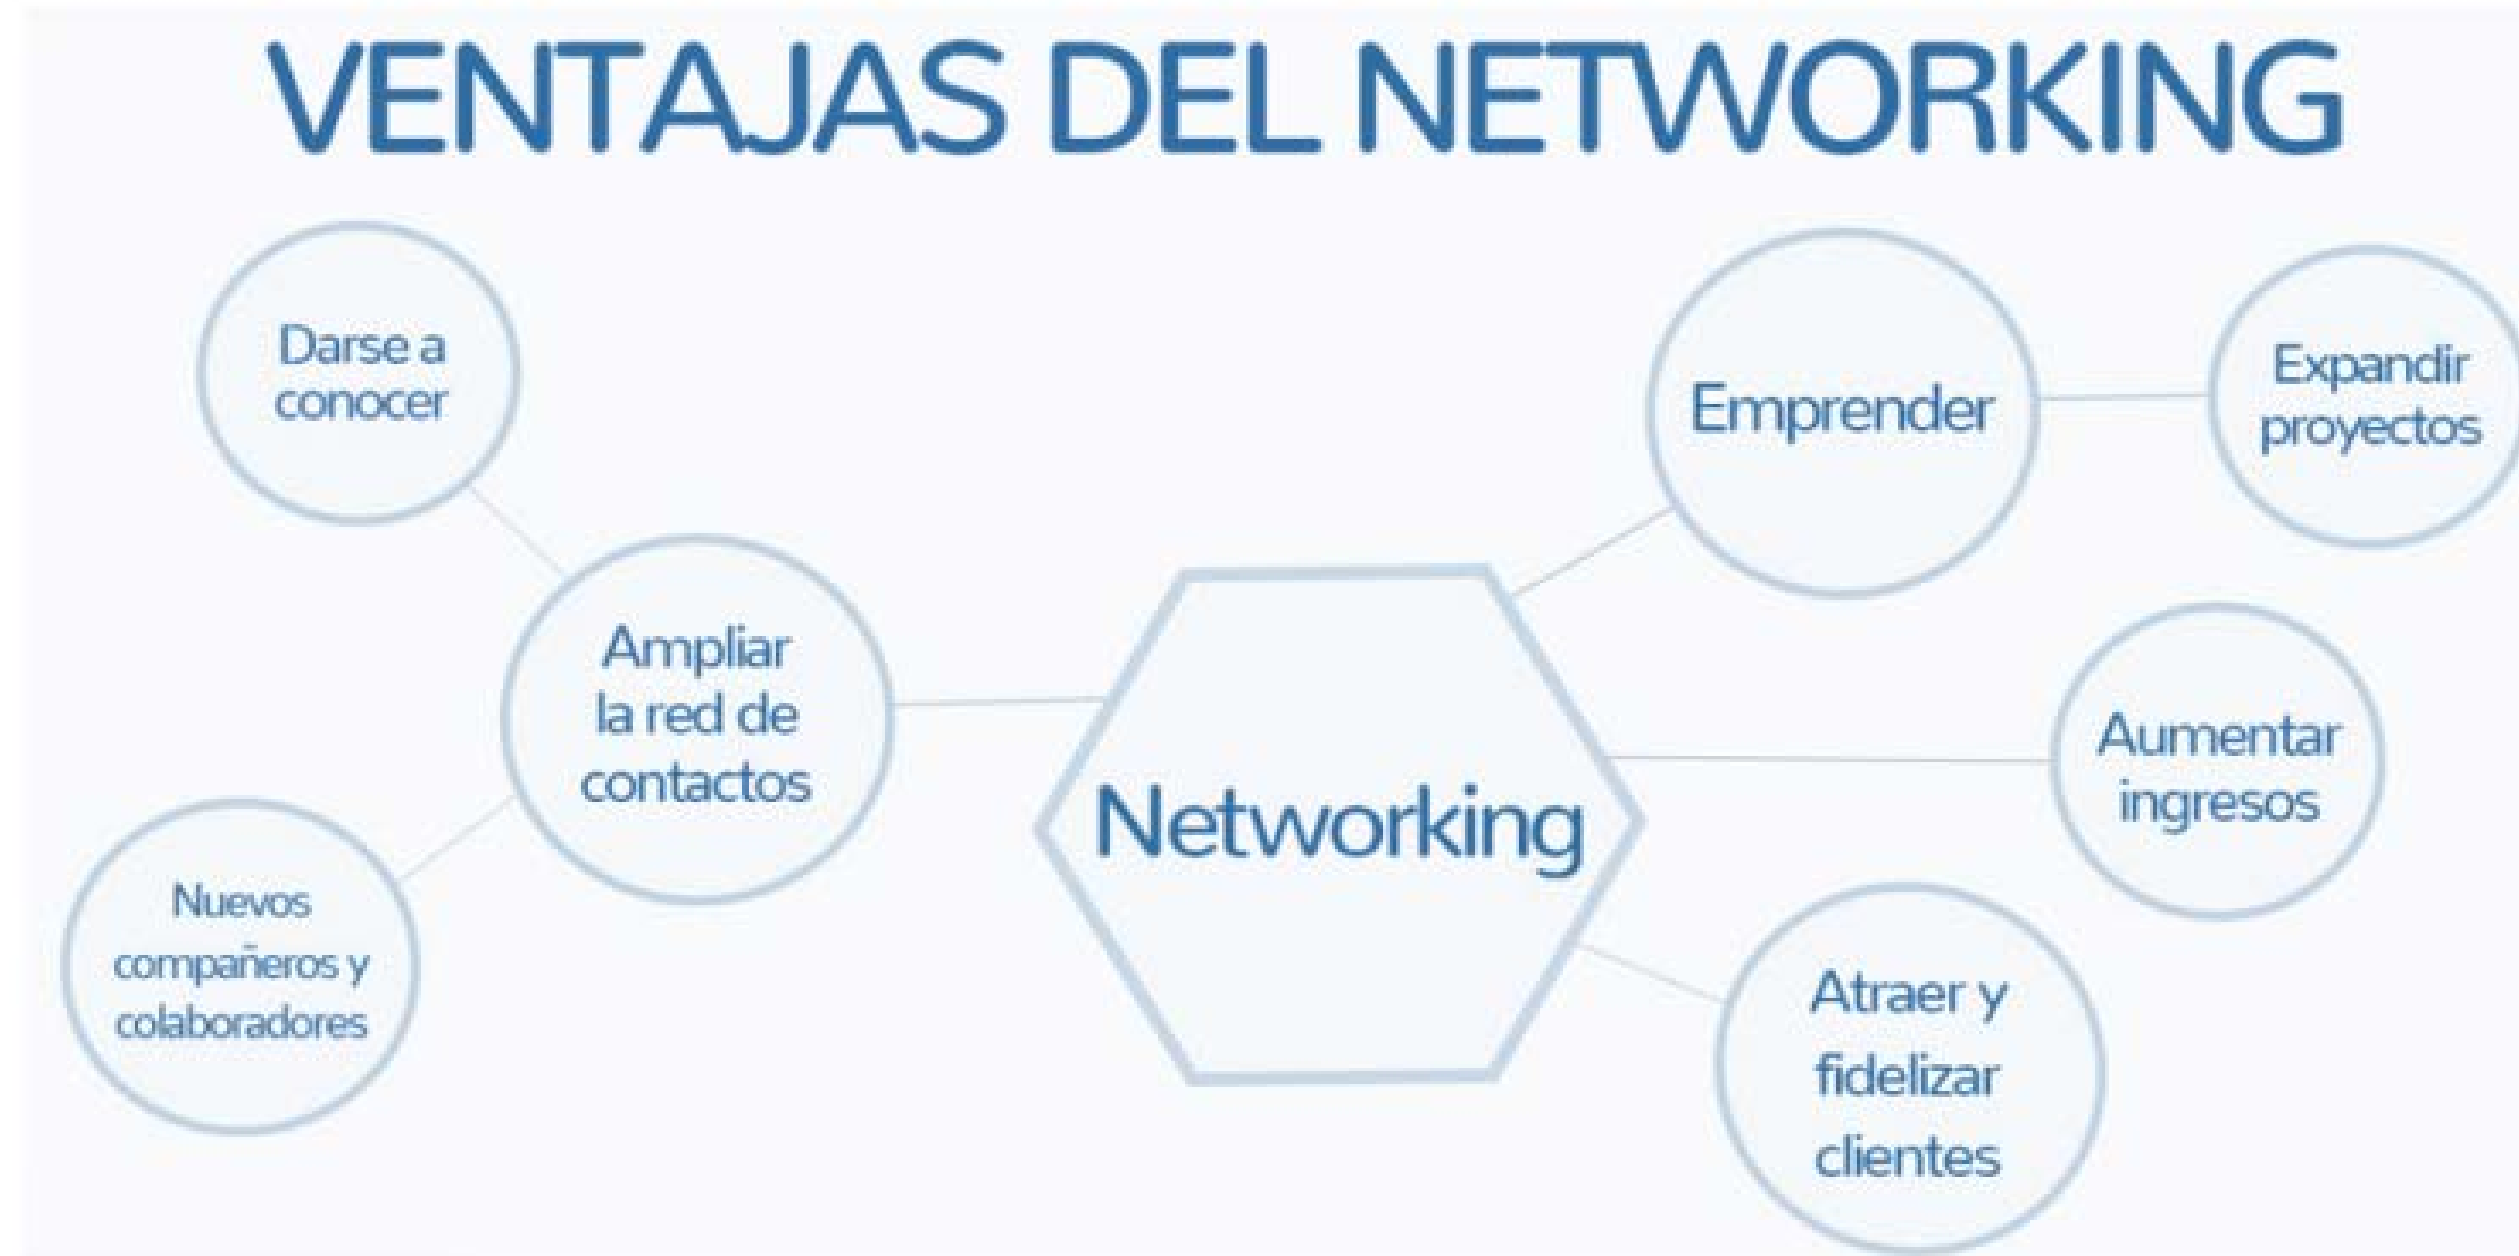 VENTAJAS DEL NETWORKING
Darse a
conocer
Ampliar
la red de
contactos
Nuevos
compañeros y
colaboradores
Networking
Emprender
Expandir
proyectos
Aumentar
ingresos
Atraer y
fidelizar
clientes